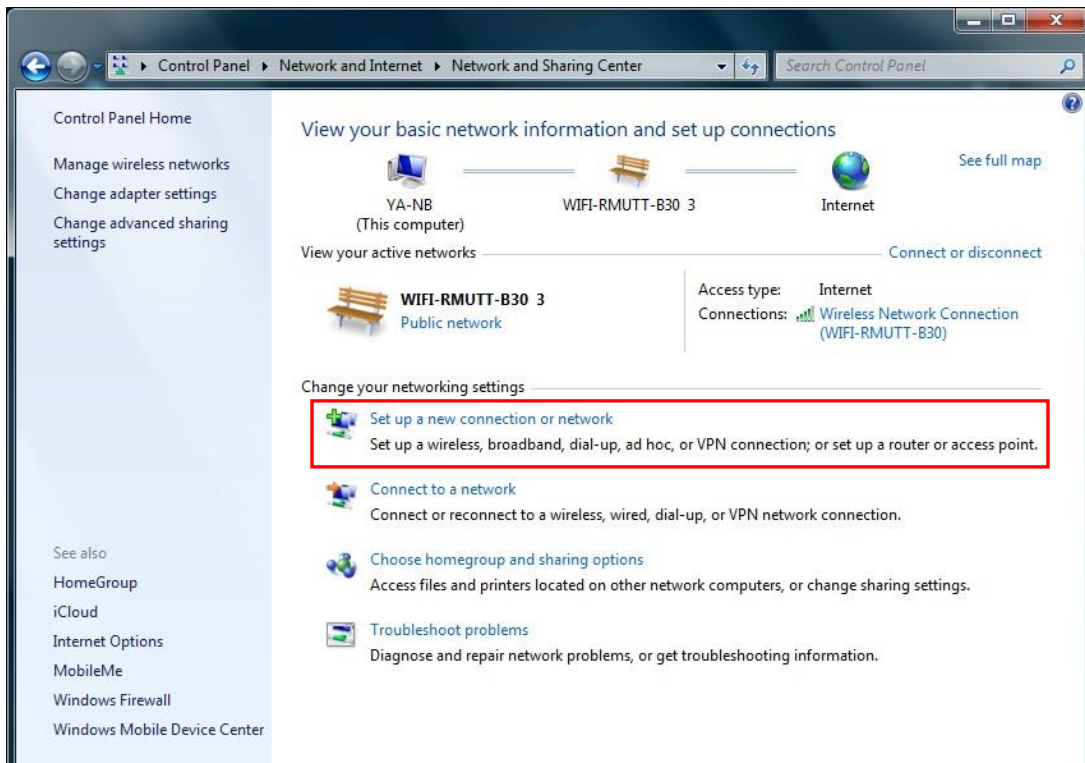 Control Panel ▸ Network and Internet ▸ Network and Sharing Center
Search Control Panel
Control Panel Home
Manage wireless networks
Change adapter settings
Change advanced sharing
settings
See also
HomeGroup
iCloud
Internet Options
MobileMe
Windows Firewall
Windows Mobile Device Center
View your basic network information and set up connections
See full map
YA-NB
(This computer)
WIFI-RMUTT-B30 3
Internet
View your active networks
Connect or disconnect
WIFI-RMUTT-B30 3
Public network
Access type: Internet
Connections: Wireless Network Connection
(WIFI-RMUTT-B30)
Change your networking settings
Set up a new connection or network
Set up a wireless, broadband, dial-up, ad hoc, or VPN connection; or set up a router or access point.
Connect to a network
Connect or reconnect to a wireless, wired, dial-up, or VPN network connection.
Choose homegroup and sharing options
Access files and printers located on other network computers, or change sharing settings.
Troubleshoot problems
Diagnose and repair network problems, or get troubleshooting information.